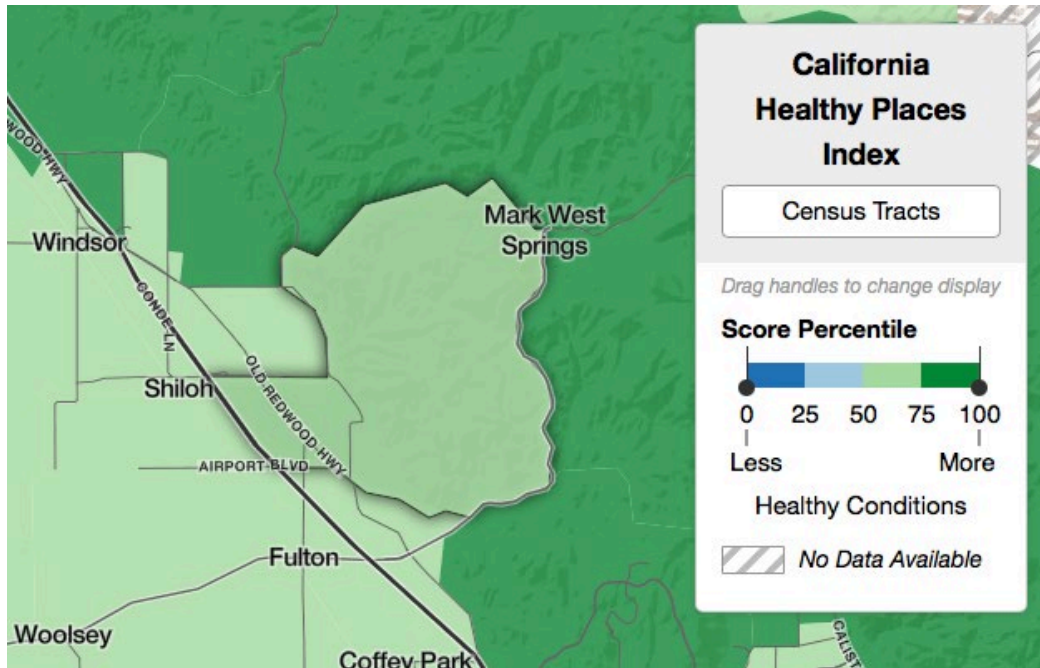 WOOD HWY
Windsor
CONDE LN
Shiloh
OLD REDWOOD HWY
AIRPORT BLVD
Fulton
Woolsey
Coffey Park
Mark West
Springs
CALIST
California
Healthy Places
Index
Census Tracts
Drag handles to change display
Score Percentile
0 25 50 75 100
Less More
Healthy Conditions
No Data Available